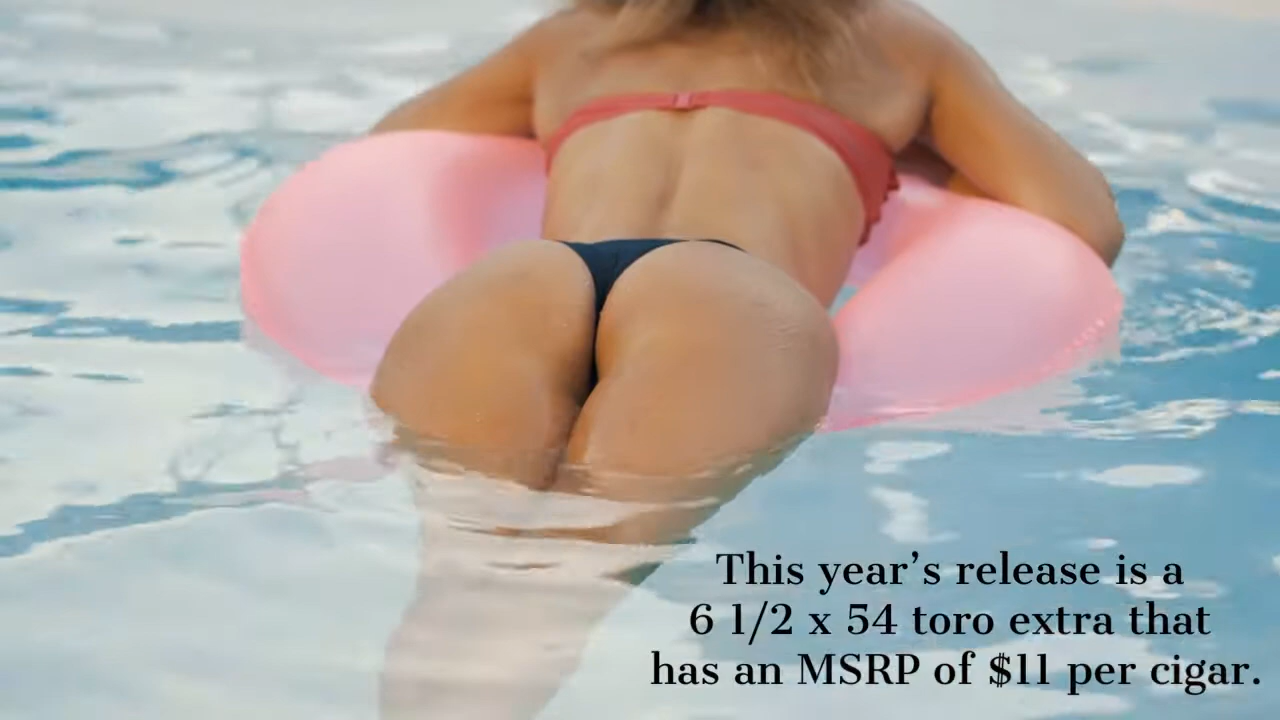 This year’s release is a
6 1/2 x 54 toro extra that
has an MSRP of $11 per cigar.